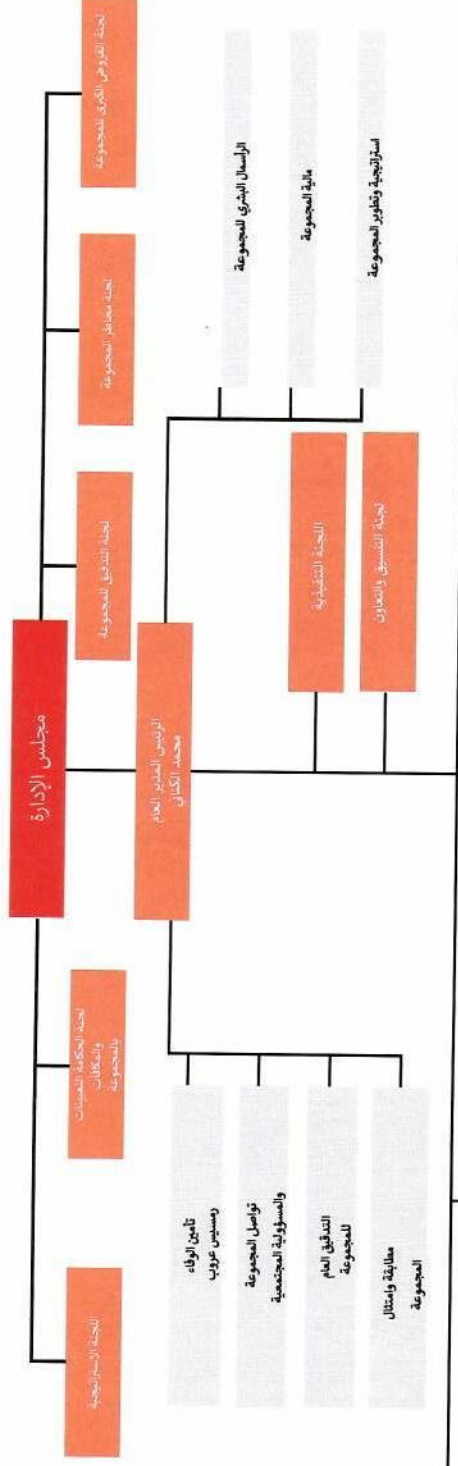 مجلس الإدارة
لجنة القروض الكبرى للمجموعة
لجنة مخاطر المجموعة
لجنة التدقيق للمجموعة
لجنة الحكامة التعيينات
والمكافآت
بالمجموعة
اللجنة الاستراتيجية
الرئيس المدير العام
محمد الكتاني
الرأسمال البشري للمجموعة
مالية المجموعة
استراتيجية وتطوير المجموعة
اللجنة التنفيذية
لجنة التنسيق والتعاون
تأمين الوفاء
رمسيس عروب
تواصل المجموعة
والمسؤولية المجتمعية
التدقيق العام
للمجموعة
مطابقة وامتثال
المجموعة